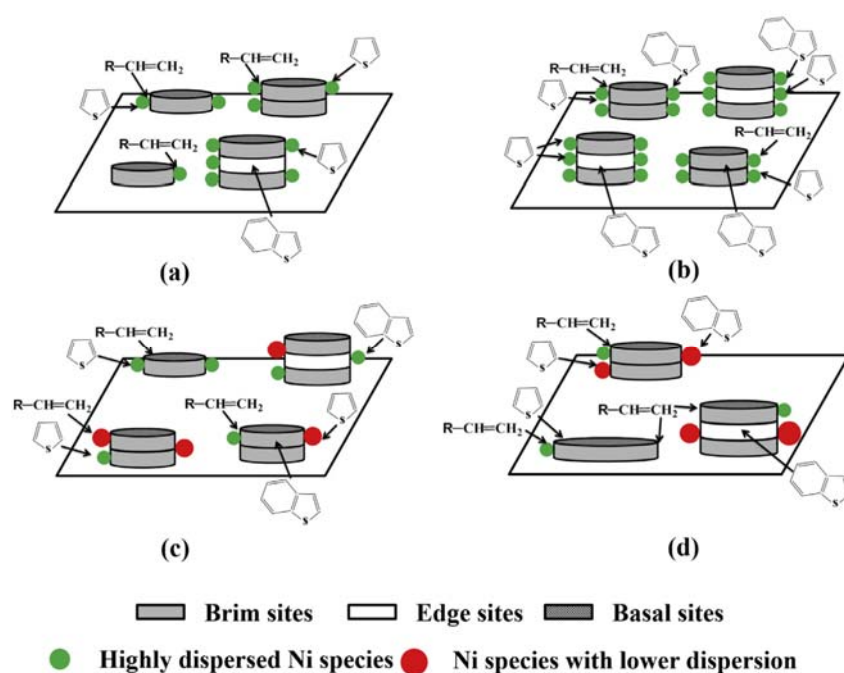 R–CH=CH₂
S
R–CH=CH₂
S
R–CH=CH₂
S
S
(a)
S
S
R–CH=CH₂
S
S
S
R–CH=CH₂
S
S
S
(b)
S
R–CH=CH₂
S
R–CH=CH₂
R–CH=CH₂
S
S
S
(c)
R–CH=CH₂
S
S
S
R–CH=CH₂
R–CH=CH₂
S
(d)
Brim sites Edge sites Basal sites
Highly dispersed Ni species Ni species with lower dispersion